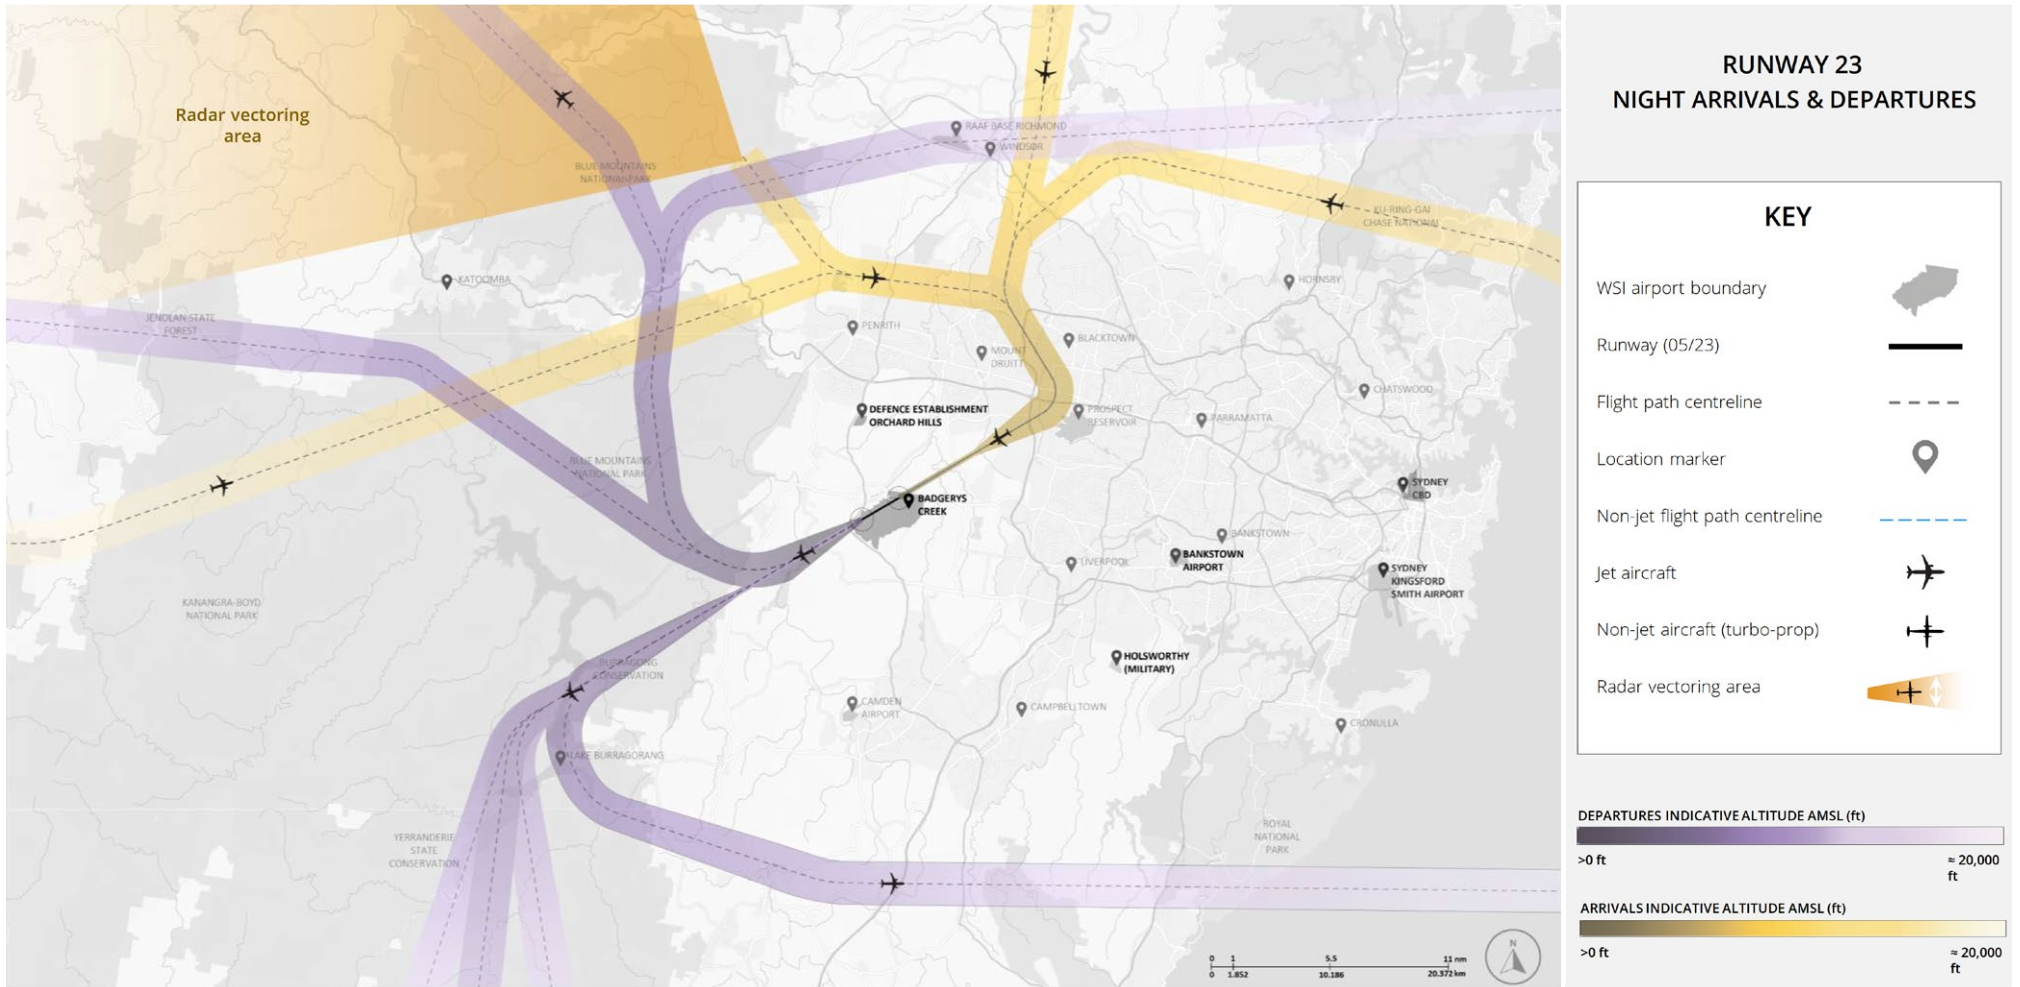 RUNWAY 23
NIGHT ARRIVALS & DEPARTURES
Radar vectoring
area
RAAF BASE RICHMOND
WINDSOR
BLUE MOUNTAINS
NATIONAL PARK
KU-RING-GAI
CHASE NATIONAL
KATOOMBA
HORNSBY
JENOLAN STATE
FOREST
PENRITH
BLACKTOWN
MOUNT
DRUITT
CHATSWOOD
DEFENCE ESTABLISHMENT
ORCHARD HILLS
PROSPECT
RESERVOIR
PARRAMATTA
BLUE MOUNTAINS
NATIONAL PARK
BADGERYS
CREEK
SYDNEY
CBD
BANKSTOWN
BANKSTOWN
AIRPORT
LIVERPOOL
SYDNEY
KINGSFORD
SMITH AIRPORT
KANANGRA-BOYD
NATIONAL PARK
HOLSWORTHY
(MILITARY)
BURRAGONG
CONSERVATION
CAMDEN
AIRPORT
CAMPBELLTOWN
CRONULLA
LAKE BURRAGORANG
YERRANDERIE
STATE
CONSERVATION
ROYAL
NATIONAL
PARK
0 1 5.5 11 nm
0 1.852 10.186 20.372 km
N
KEY
WSI airport boundary
Runway (05/23)
Flight path centreline
Location marker
Non-jet flight path centreline
Jet aircraft
Non-jet aircraft (turbo-prop)
Radar vectoring area
DEPARTURES INDICATIVE ALTITUDE AMSL (ft)
>0 ft ≈ 20,000
ft
ARRIVALS INDICATIVE ALTITUDE AMSL (ft)
>0 ft ≈ 20,000
ft